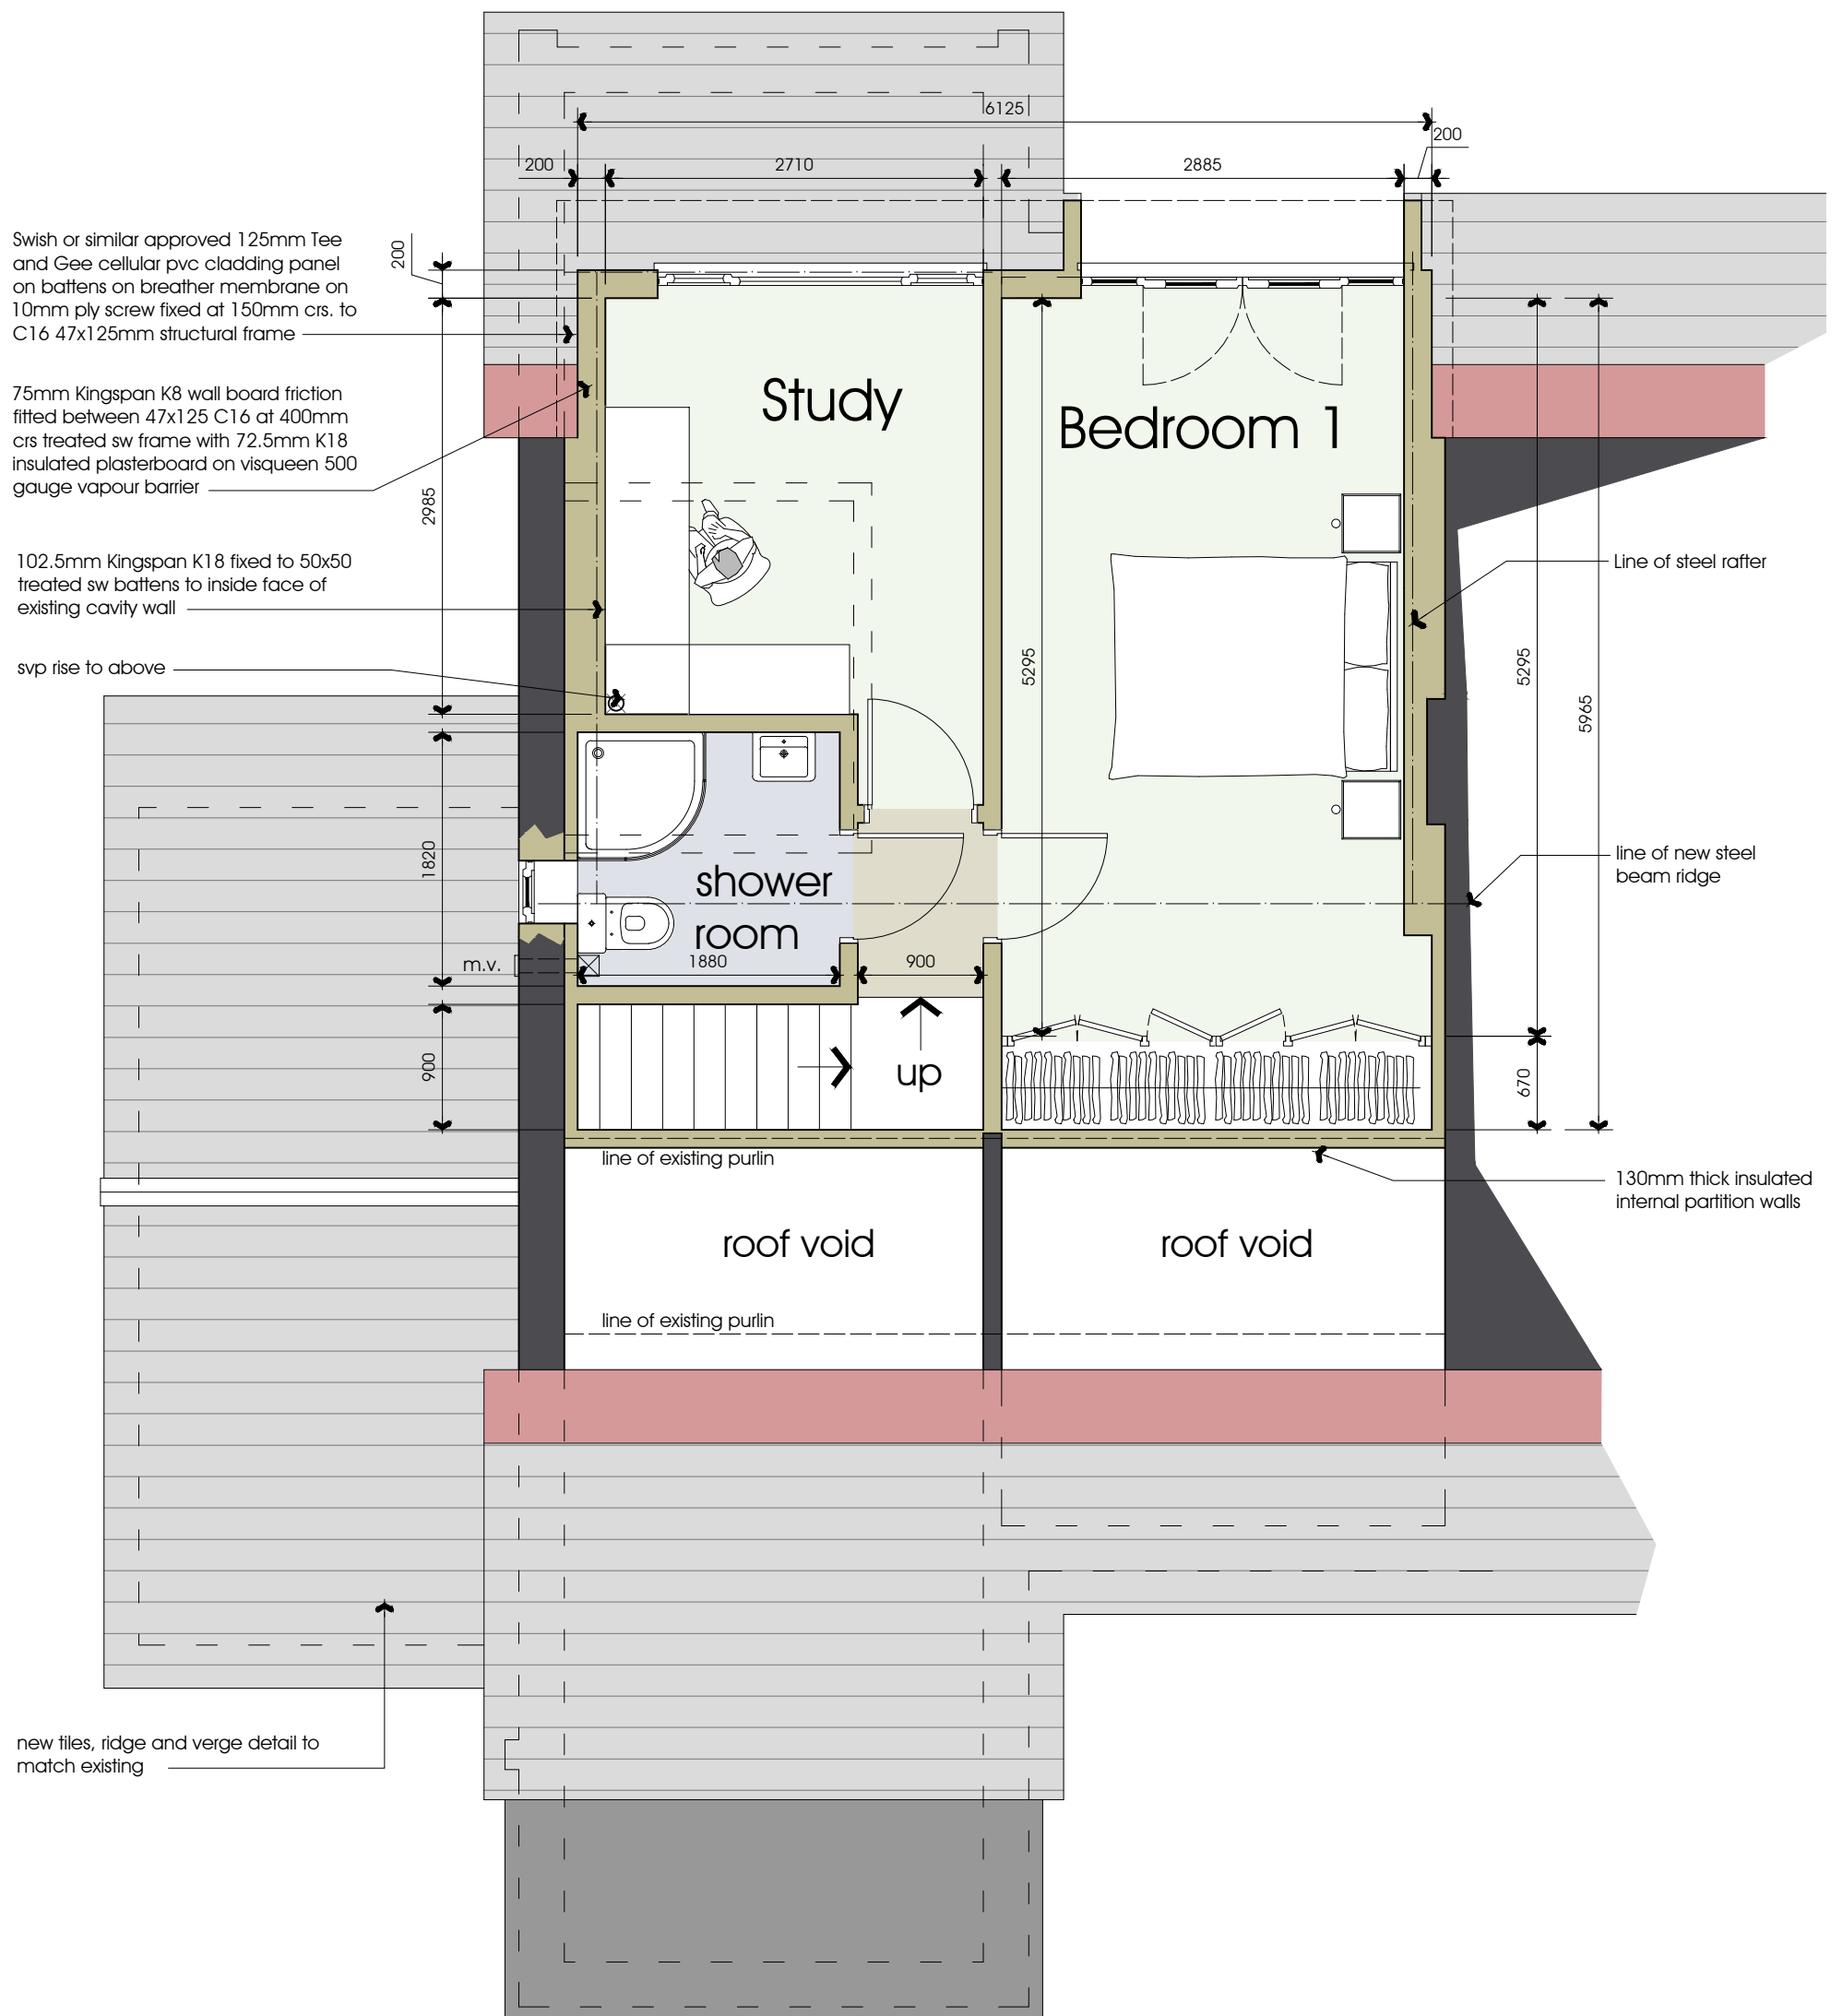 6125
200
200
2710
2885
Swish or similar approved 125mm Tee
and Gee cellular pvc cladding panel
on battens on breather membrane on
10mm ply screw fixed at 150mm crs. to
C16 47x125mm structural frame
200
75mm Kingspan K8 wall board friction
fitted between 47x125 C16 at 400mm
crs treated sw frame with 72.5mm K18
insulated plasterboard on visqueen 500
gauge vapour barrier
Study
Bedroom 1
2985
102.5mm Kingspan K18 fixed to 50x50
treated sw battens to inside face of
existing cavity wall
Line of steel rafter
svp rise to above
5295
5295
5965
1820
shower
room
line of new steel
beam ridge
m.v.
1880
900
900
up
670
line of existing purlin
130mm thick insulated
internal partition walls
roof void
roof void
line of existing purlin
new tiles, ridge and verge detail to
match existing